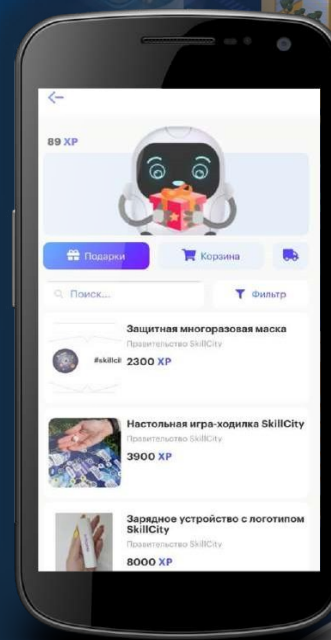 89 XP
Подарки
Корзина
Поиск...
Фильтр
Защитная многоразовая маска
Правительство SkillCity
#skillcit
2300 XP
Настольная игра-ходилка SkillCity
Правительство SkillCity
3900 XP
Зарядное устройство с логотипом
SkillCity
Правительство SkillCity
8000 XP